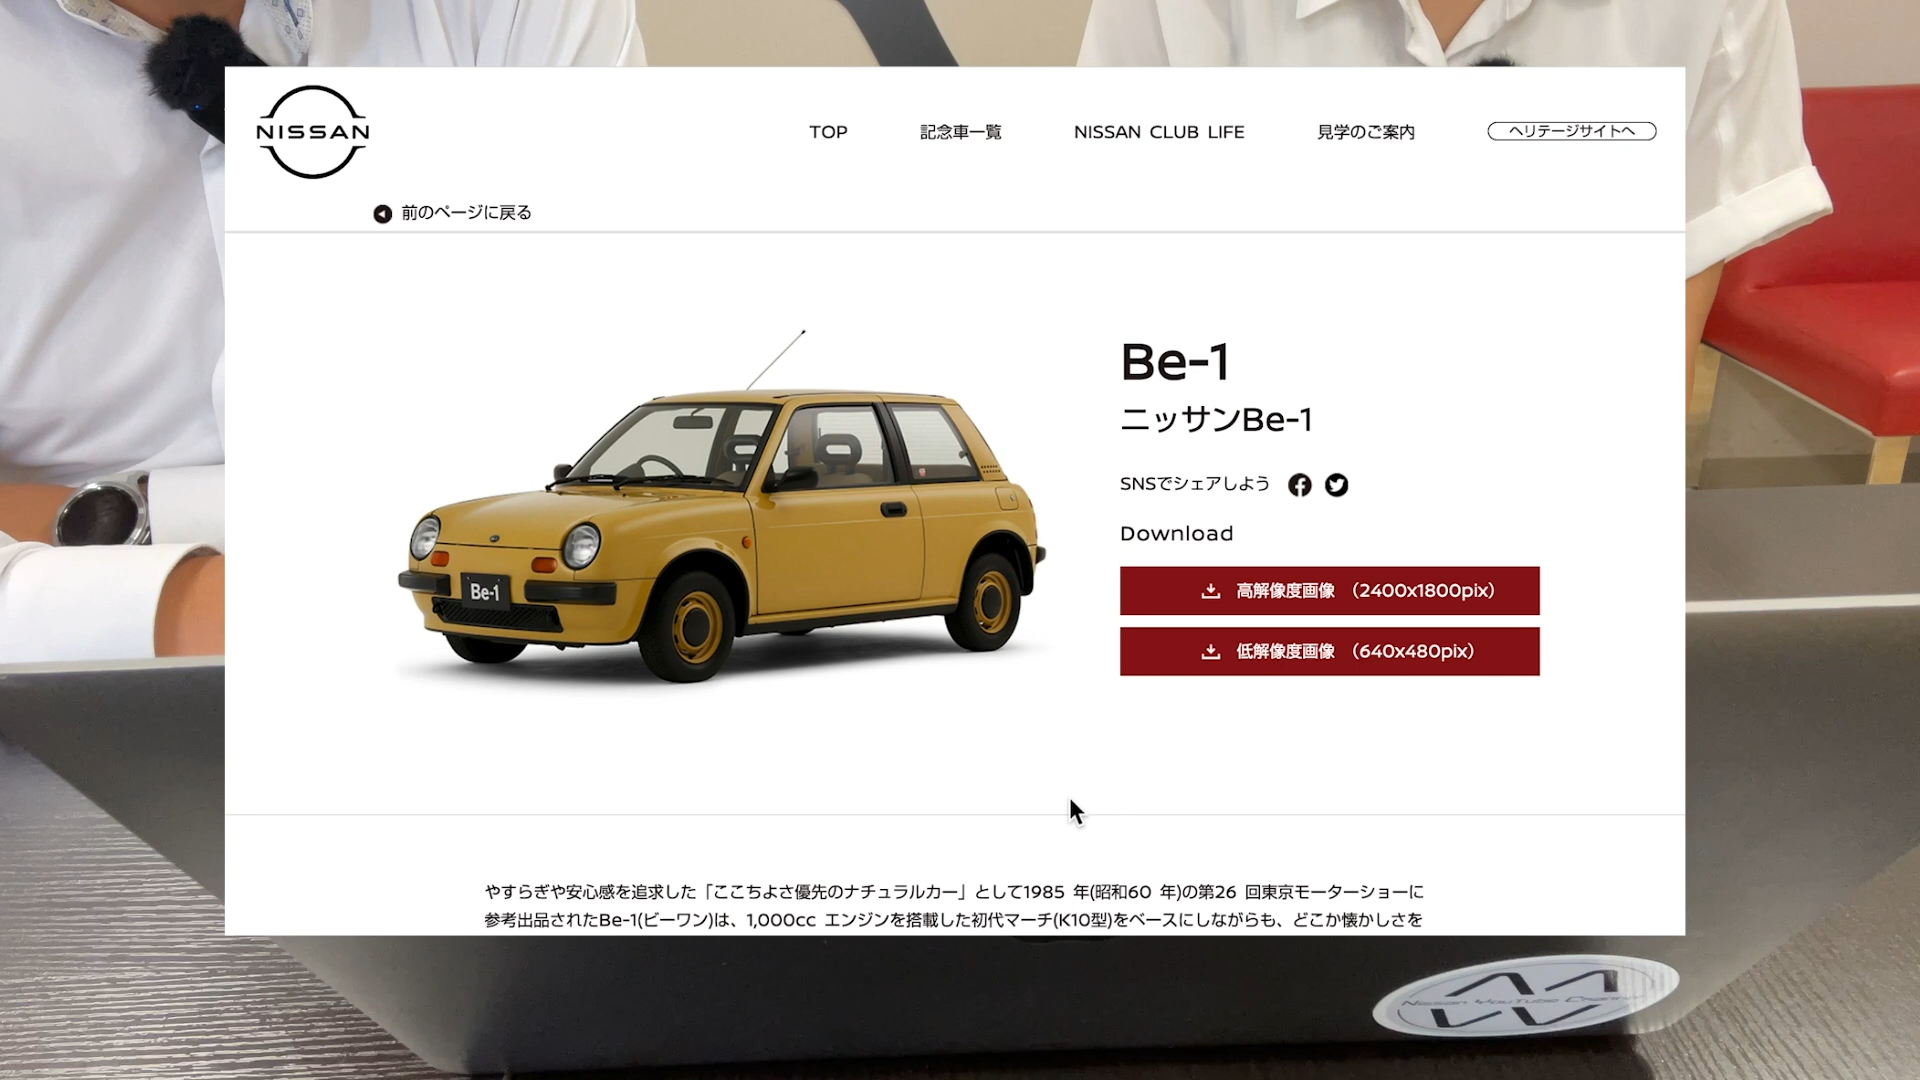 NISSAN
TOP
記念車一覧
NISSAN CLUB LIFE
見学のご案内
ヘリテージサイトへ
前のページに戻る
Be-1
ニッサンBe-1
SNSでシェアしよう
Download
高解像度画像 (2400x1800pix)
低解像度画像 (640x480pix)
Be-1
やすらぎや安心感を追求した「ここちよさ優先のナチュラルカー」として1985 年(昭和60 年)の第26 回東京モーターショーに
参考出品されたBe-1(ビーワン)は、1,000cc エンジンを搭載した初代マーチ(K10型)をベースにしながらも、どこか懐かしさを
Nissan YouTube Channel